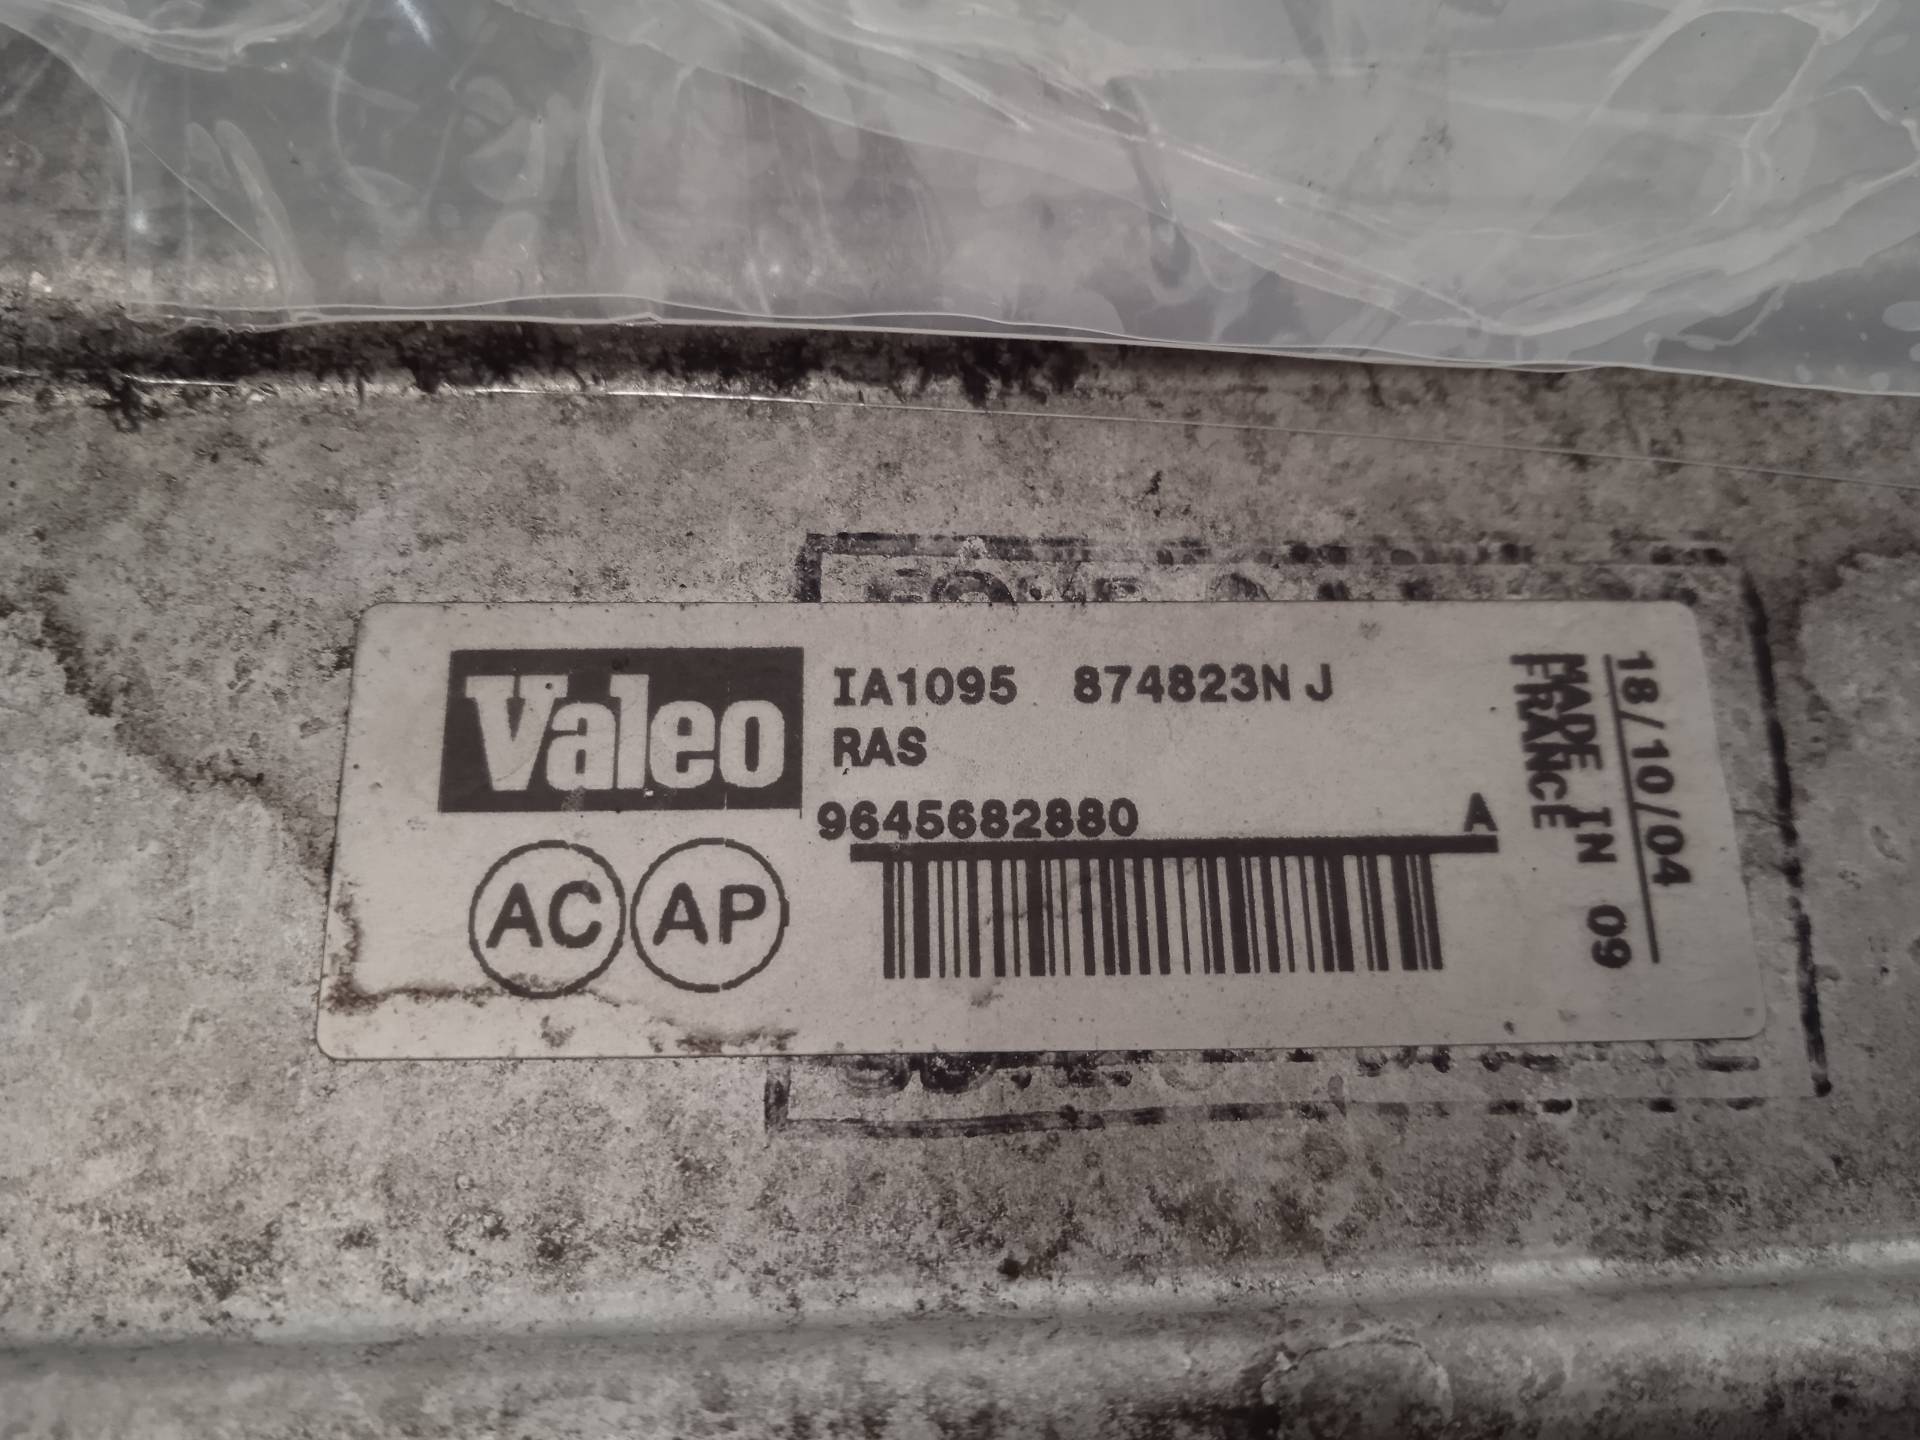 Valeo
IA1095 874823N J
RAS
9645682880 A
AC AP
18/10/04
MADE IN 09
FRANCE